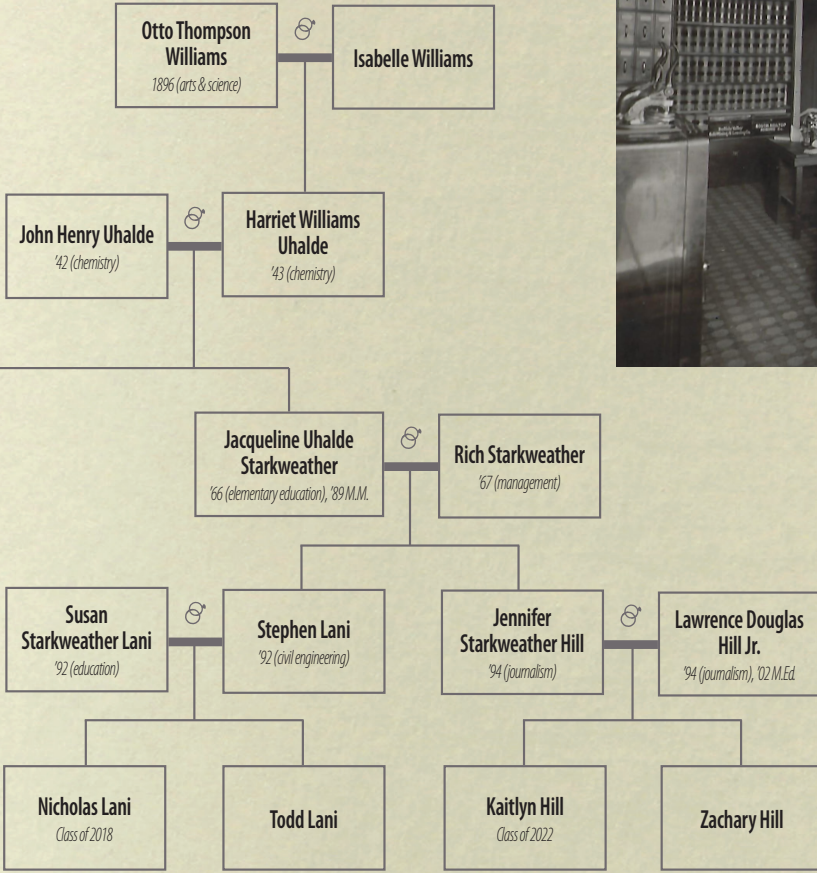 Otto Thompson
Williams
1896 (arts & science)
Isabelle Williams
John Henry Uhalde
'42 (chemistry)
Harriet Williams
Uhalde
'43 (chemistry)
Jacqueline Uhalde
Starkweather
'66 (elementary education), '89 M.M.
Rich Starkweather
'67 (management)
Susan
Starkweather Lani
'92 (education)
Stephen Lani
'92 (civil engineering)
Jennifer
Starkweather Hill
'94 (journalism)
Lawrence Douglas
Hill Jr.
'94 (journalism), '02 M.Ed.
Nicholas Lani
Class of 2018
Todd Lani
Kaitlyn Hill
Class of 2022
Zachary Hill